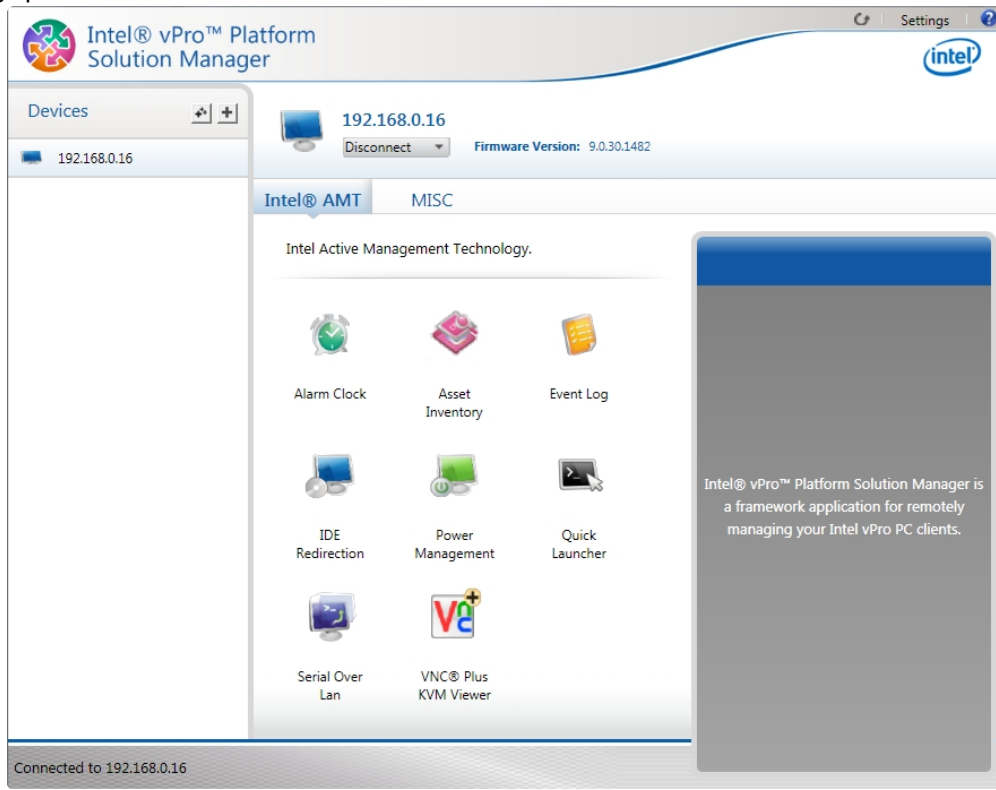 Intel® vPro™ Platform
Solution Manager
Settings
?
intel
Devices
192.168.0.16
192.168.0.16
Disconnect
Firmware Version: 9.0.30.1482
Intel® AMT
MISC
Intel Active Management Technology.
Alarm Clock
Asset
Inventory
Event Log
IDE
Redirection
Power
Management
Quick
Launcher
Serial Over
Lan
VNC® Plus
KVM Viewer
Intel® vPro™ Platform Solution Manager is
a framework application for remotely
managing your Intel vPro PC clients.
Connected to 192.168.0.16